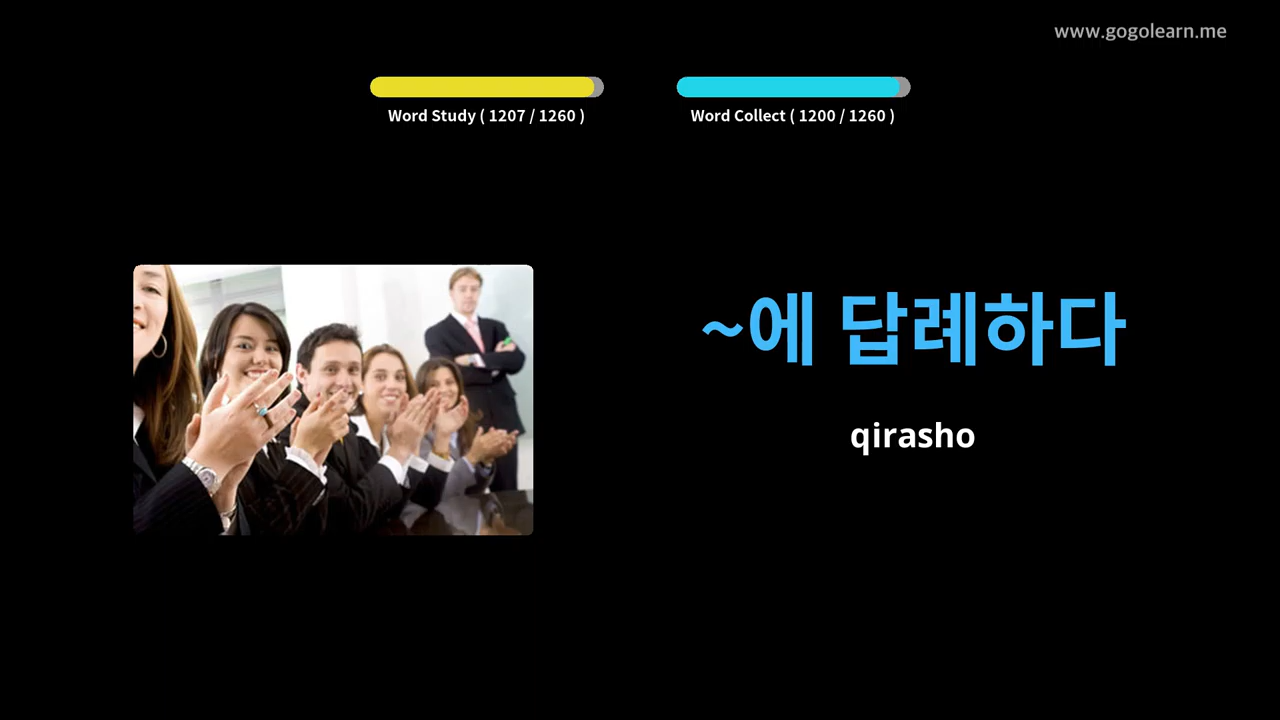 www.gogolearn.me
Word Study ( 1207 / 1260 )
Word Collect ( 1200 / 1260 )
~에 답례하다
qirasho